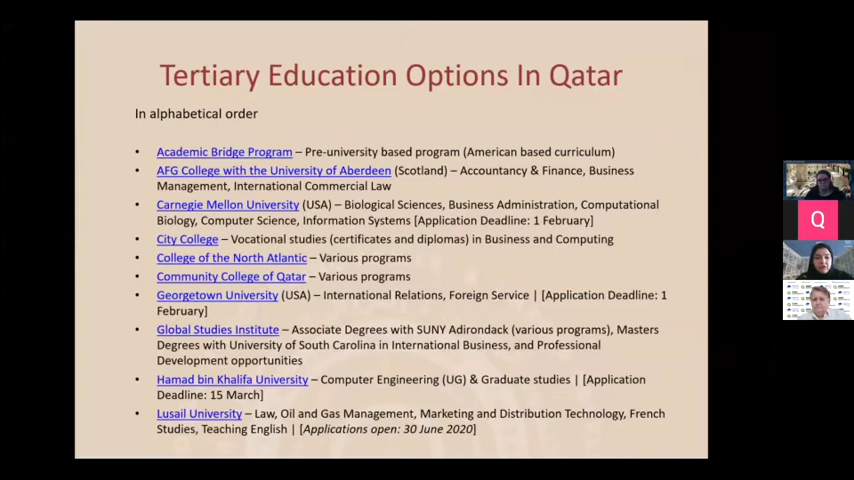 Tertiary Education Options In Qatar
In alphabetical order
• Academic Bridge Program – Pre-university based program (American based curriculum)
• AFG College with the University of Aberdeen (Scotland) – Accountancy & Finance, Business
Management, International Commercial Law
• Carnegie Mellon University (USA) – Biological Sciences, Business Administration, Computational
Biology, Computer Science, Information Systems [Application Deadline: 1 February]
• City College – Vocational studies (certificates and diplomas) in Business and Computing
• College of the North Atlantic – Various programs
• Community College of Qatar – Various programs
• Georgetown University (USA) – International Relations, Foreign Service | [Application Deadline: 1
February]
• Global Studies Institute – Associate Degrees with SUNY Adirondack (various programs), Masters
Degrees with University of South Carolina in International Business, and Professional
Development opportunities
• Hamad bin Khalifa University – Computer Engineering (UG) & Graduate studies | [Application
Deadline: 15 March]
• Lusail University – Law, Oil and Gas Management, Marketing and Distribution Technology, French
Studies, Teaching English | [Applications open: 30 June 2020]
Q